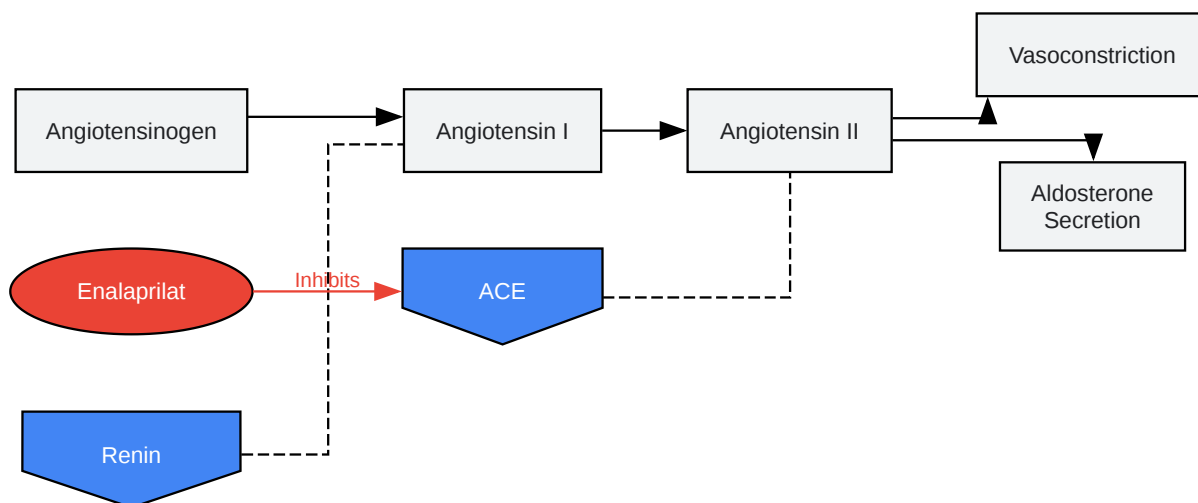 Vasoconstriction
Angiotensinogen
Angiotensin I
Angiotensin II
Aldosterone
Secretion
Enalaprilat
Inhibits
ACE
Renin